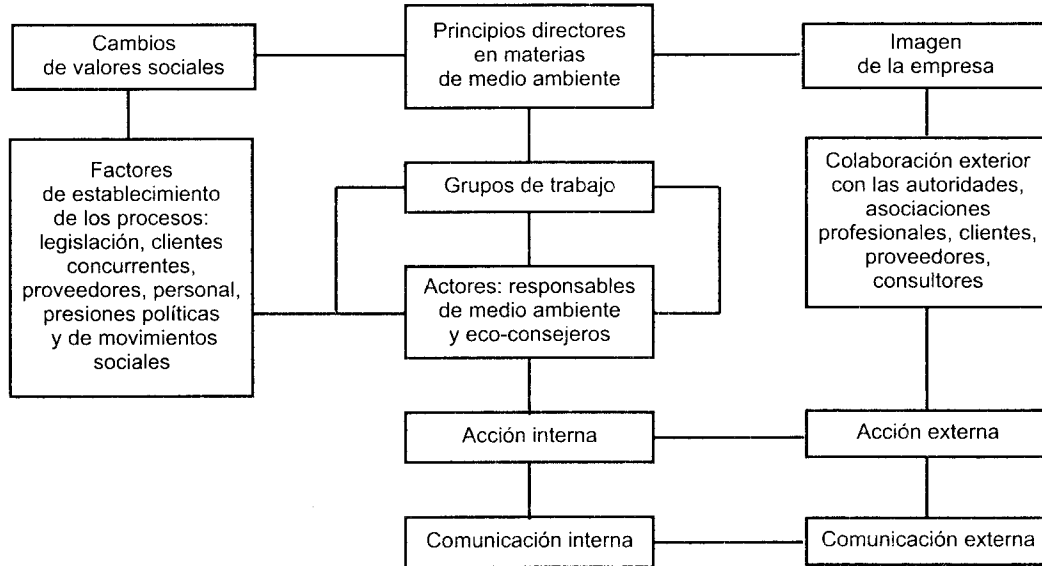 Cambios
de valores sociales
Principios directores
en materias
de medio ambiente
Imagen
de la empresa
Factores
de establecimiento
de los procesos:
legislación, clientes
concurrentes,
proveedores, personal,
presiones políticas
y de movimientos
sociales
Grupos de trabajo
Actores: responsables
de medio ambiente
y eco-consejeros
Colaboración exterior
con las autoridades,
asociaciones
profesionales, clientes,
proveedores,
consultores
Acción interna
Acción externa
Comunicación interna
Comunicación externa